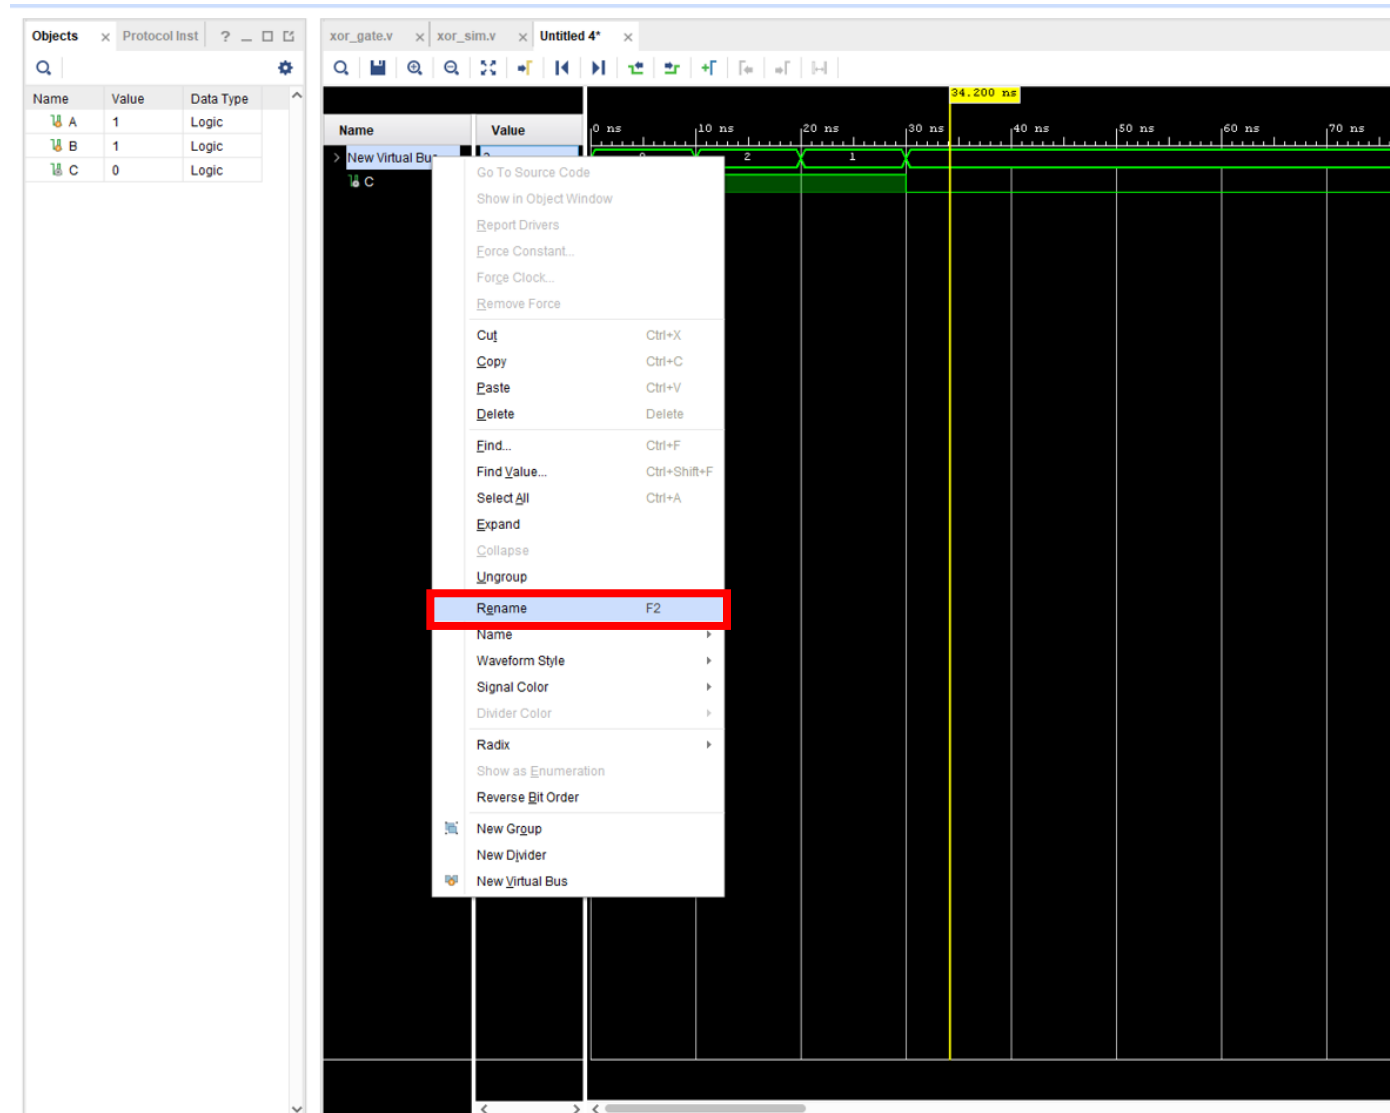 Objects Protocol Inst ?
Name Value Data Type
A 1 Logic
B 1 Logic
C 0 Logic
xor_gate.v xor_sim.v Untitled 4*
34.200 ns
Name Value
0 ns 10 ns 20 ns 30 ns 40 ns 50 ns 60 ns 70 ns
New Virtual Bu
2 1
C
Go To Source Code
Show in Object Window
Report Drivers
Force Constant...
Force Clock...
Remove Force
Cut Ctrl+X
Copy Ctrl+C
Paste Ctrl+V
Delete Delete
Find... Ctrl+F
Find Value... Ctrl+Shift+F
Select All Ctrl+A
Expand
Collapse
Ungroup
Rename F2
Name
Waveform Style
Signal Color
Divider Color
Radix
Show as Enumeration
Reverse Bit Order
New Group
New Divider
New Virtual Bus